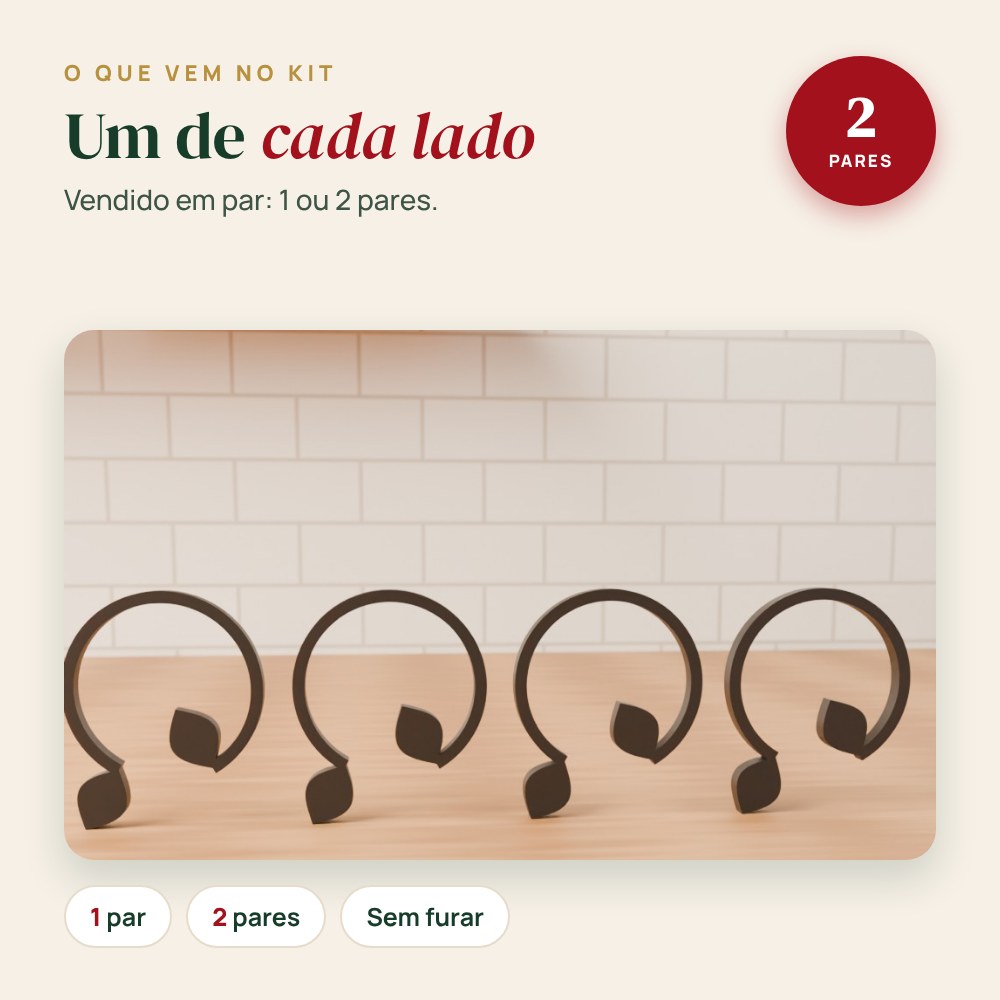 O QUE VEM NO KIT
Um de cada lado
Vendido em par: 1 ou 2 pares.
2
PARES
1 par
2 pares
Sem furar